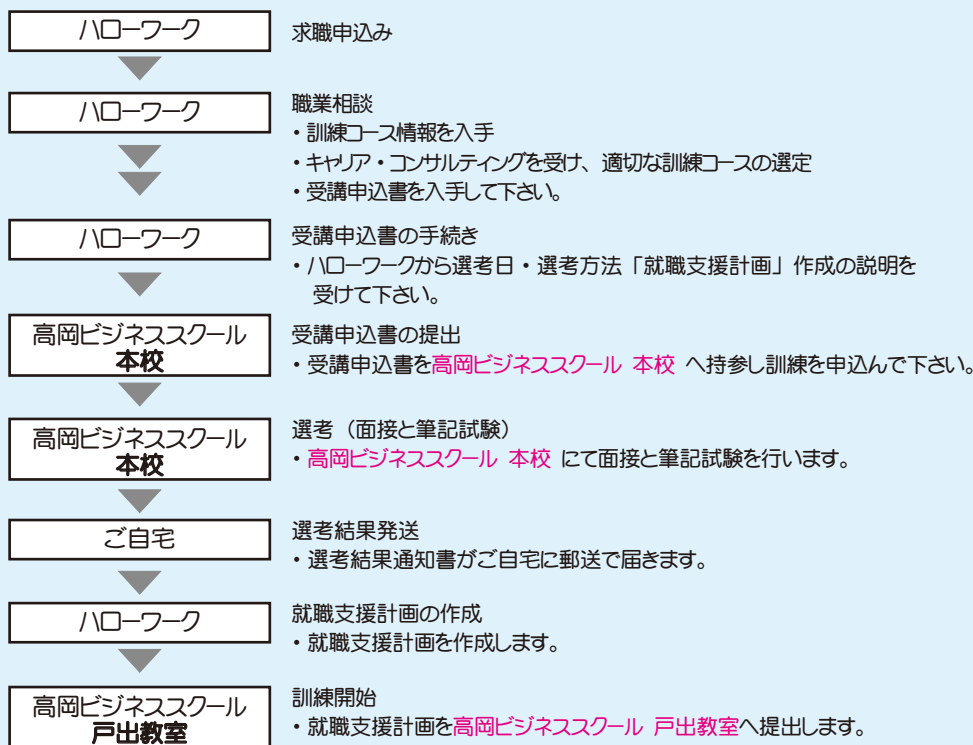 ハローワーク
求職申込み
ハローワーク
職業相談
・訓練コース情報を入手
・キャリア・コンサルティングを受け、適切な訓練コースの選定
・受講申込書を入手して下さい。
ハローワーク
受講申込書の手続き
・ハローワークから選考日・選考方法「就職支援計画」作成の説明を
受けて下さい。
高岡ビジネススクール
本校
受講申込書の提出
・受講申込書を高岡ビジネススクール 本校 へ持参し訓練を申込んで下さい。
高岡ビジネススクール
本校
選考（面接と筆記試験）
・高岡ビジネススクール 本校 にて面接と筆記試験を行います。
ご自宅
選考結果発送
・選考結果通知書がご自宅に郵送で届きます。
ハローワーク
就職支援計画の作成
・就職支援計画を作成します。
高岡ビジネススクール
戸出教室
訓練開始
・就職支援計画を高岡ビジネススクール 戸出教室へ提出します。